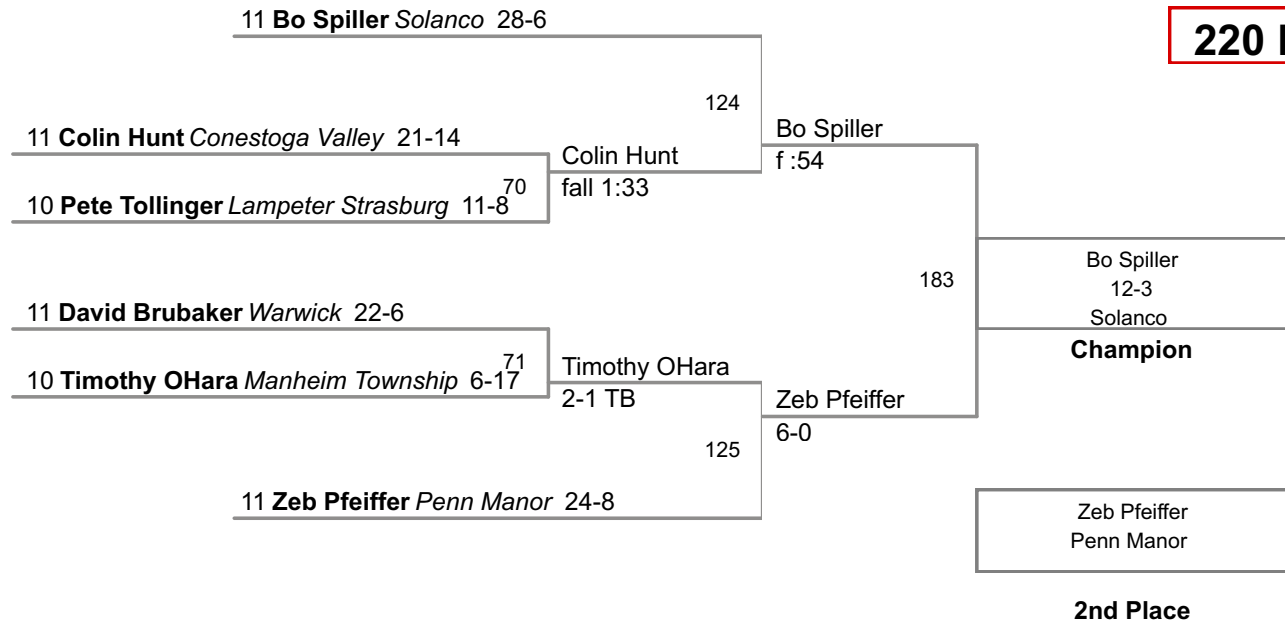 11 Bo Spiller Solanco 28-6
220
124
11 Colin Hunt Conestoga Valley 21-14
Bo Spiller
f :54
Colin Hunt
fall 1:33
70
10 Pete Tollinger Lampeter Strasburg 11-8
183
Bo Spiller
12-3
Solanco
Champion
11 David Brubaker Warwick 22-6
71
10 Timothy OHara Manheim Township 6-17
Timothy OHara
2-1 TB
Zeb Pfeiffer
6-0
125
11 Zeb Pfeiffer Penn Manor 24-8
Zeb Pfeiffer
Penn Manor
2nd Place